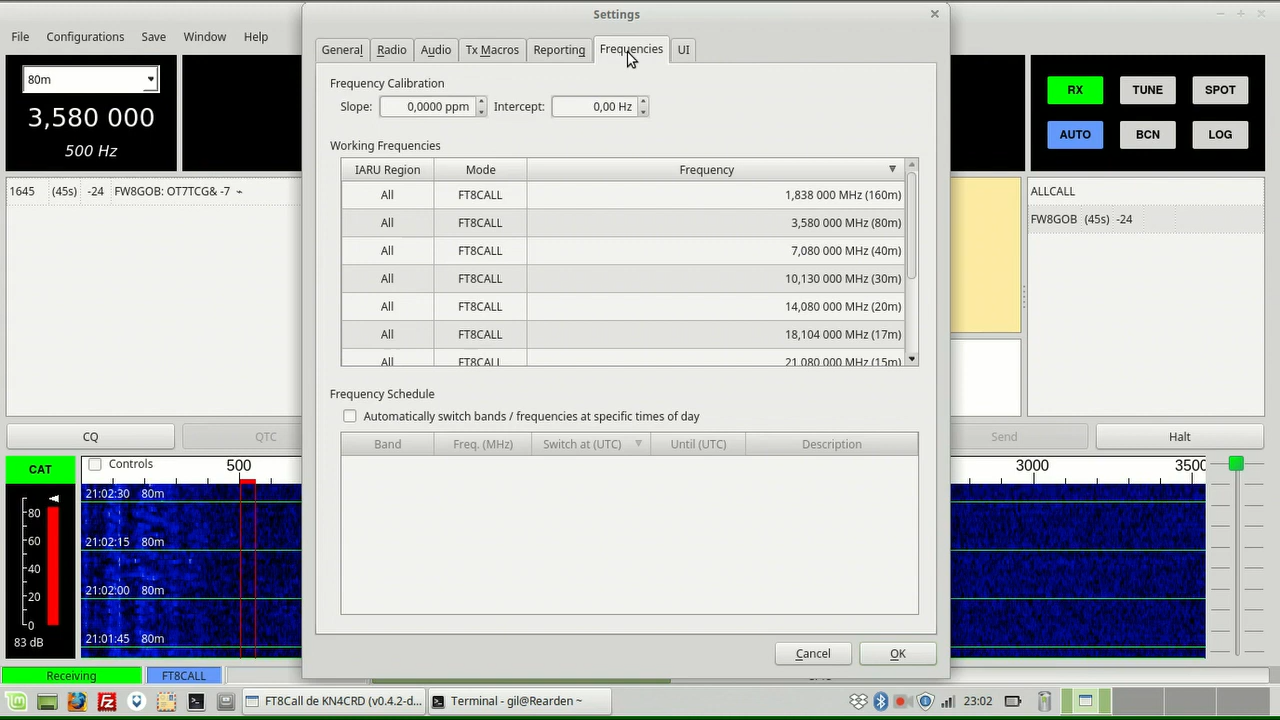 Settings
File Configurations Save Window Help
General Radio Audio Tx Macros Reporting Frequencies UI
80m
3,580 000
500 Hz
RX TUNE SPOT
AUTO BCN LOG
Frequency Calibration
Slope: 0,0000 ppm Intercept: 0,00 Hz
Working Frequencies
IARU Region Mode Frequency
All FT8CALL 1,838 000 MHz (160m)
All FT8CALL 3,580 000 MHz (80m)
All FT8CALL 7,080 000 MHz (40m)
All FT8CALL 10,130 000 MHz (30m)
All FT8CALL 14,080 000 MHz (20m)
All FT8CALL 18,104 000 MHz (17m)
All FT8CALL 21,080 000 MHz (15m)
1645 (45s) -24 FW8GOB: OT7TCG& -7
ALLCALL
FW8GOB (45s) -24
Frequency Schedule
Automatically switch bands / frequencies at specific times of day
Band Freq. (MHz) Switch at (UTC) Until (UTC) Description
CQ QTC Send Halt
CAT Controls 500 3000 3500
80
60
40
20
0
83 dB
21:02:30 80m
21:02:15 80m
21:02:00 80m
21:01:45 80m
Cancel OK
Receiving FT8CALL
FT8Call de KN4CRD (v0.4.2-d... Terminal - gil@Rearden ~ 23:02